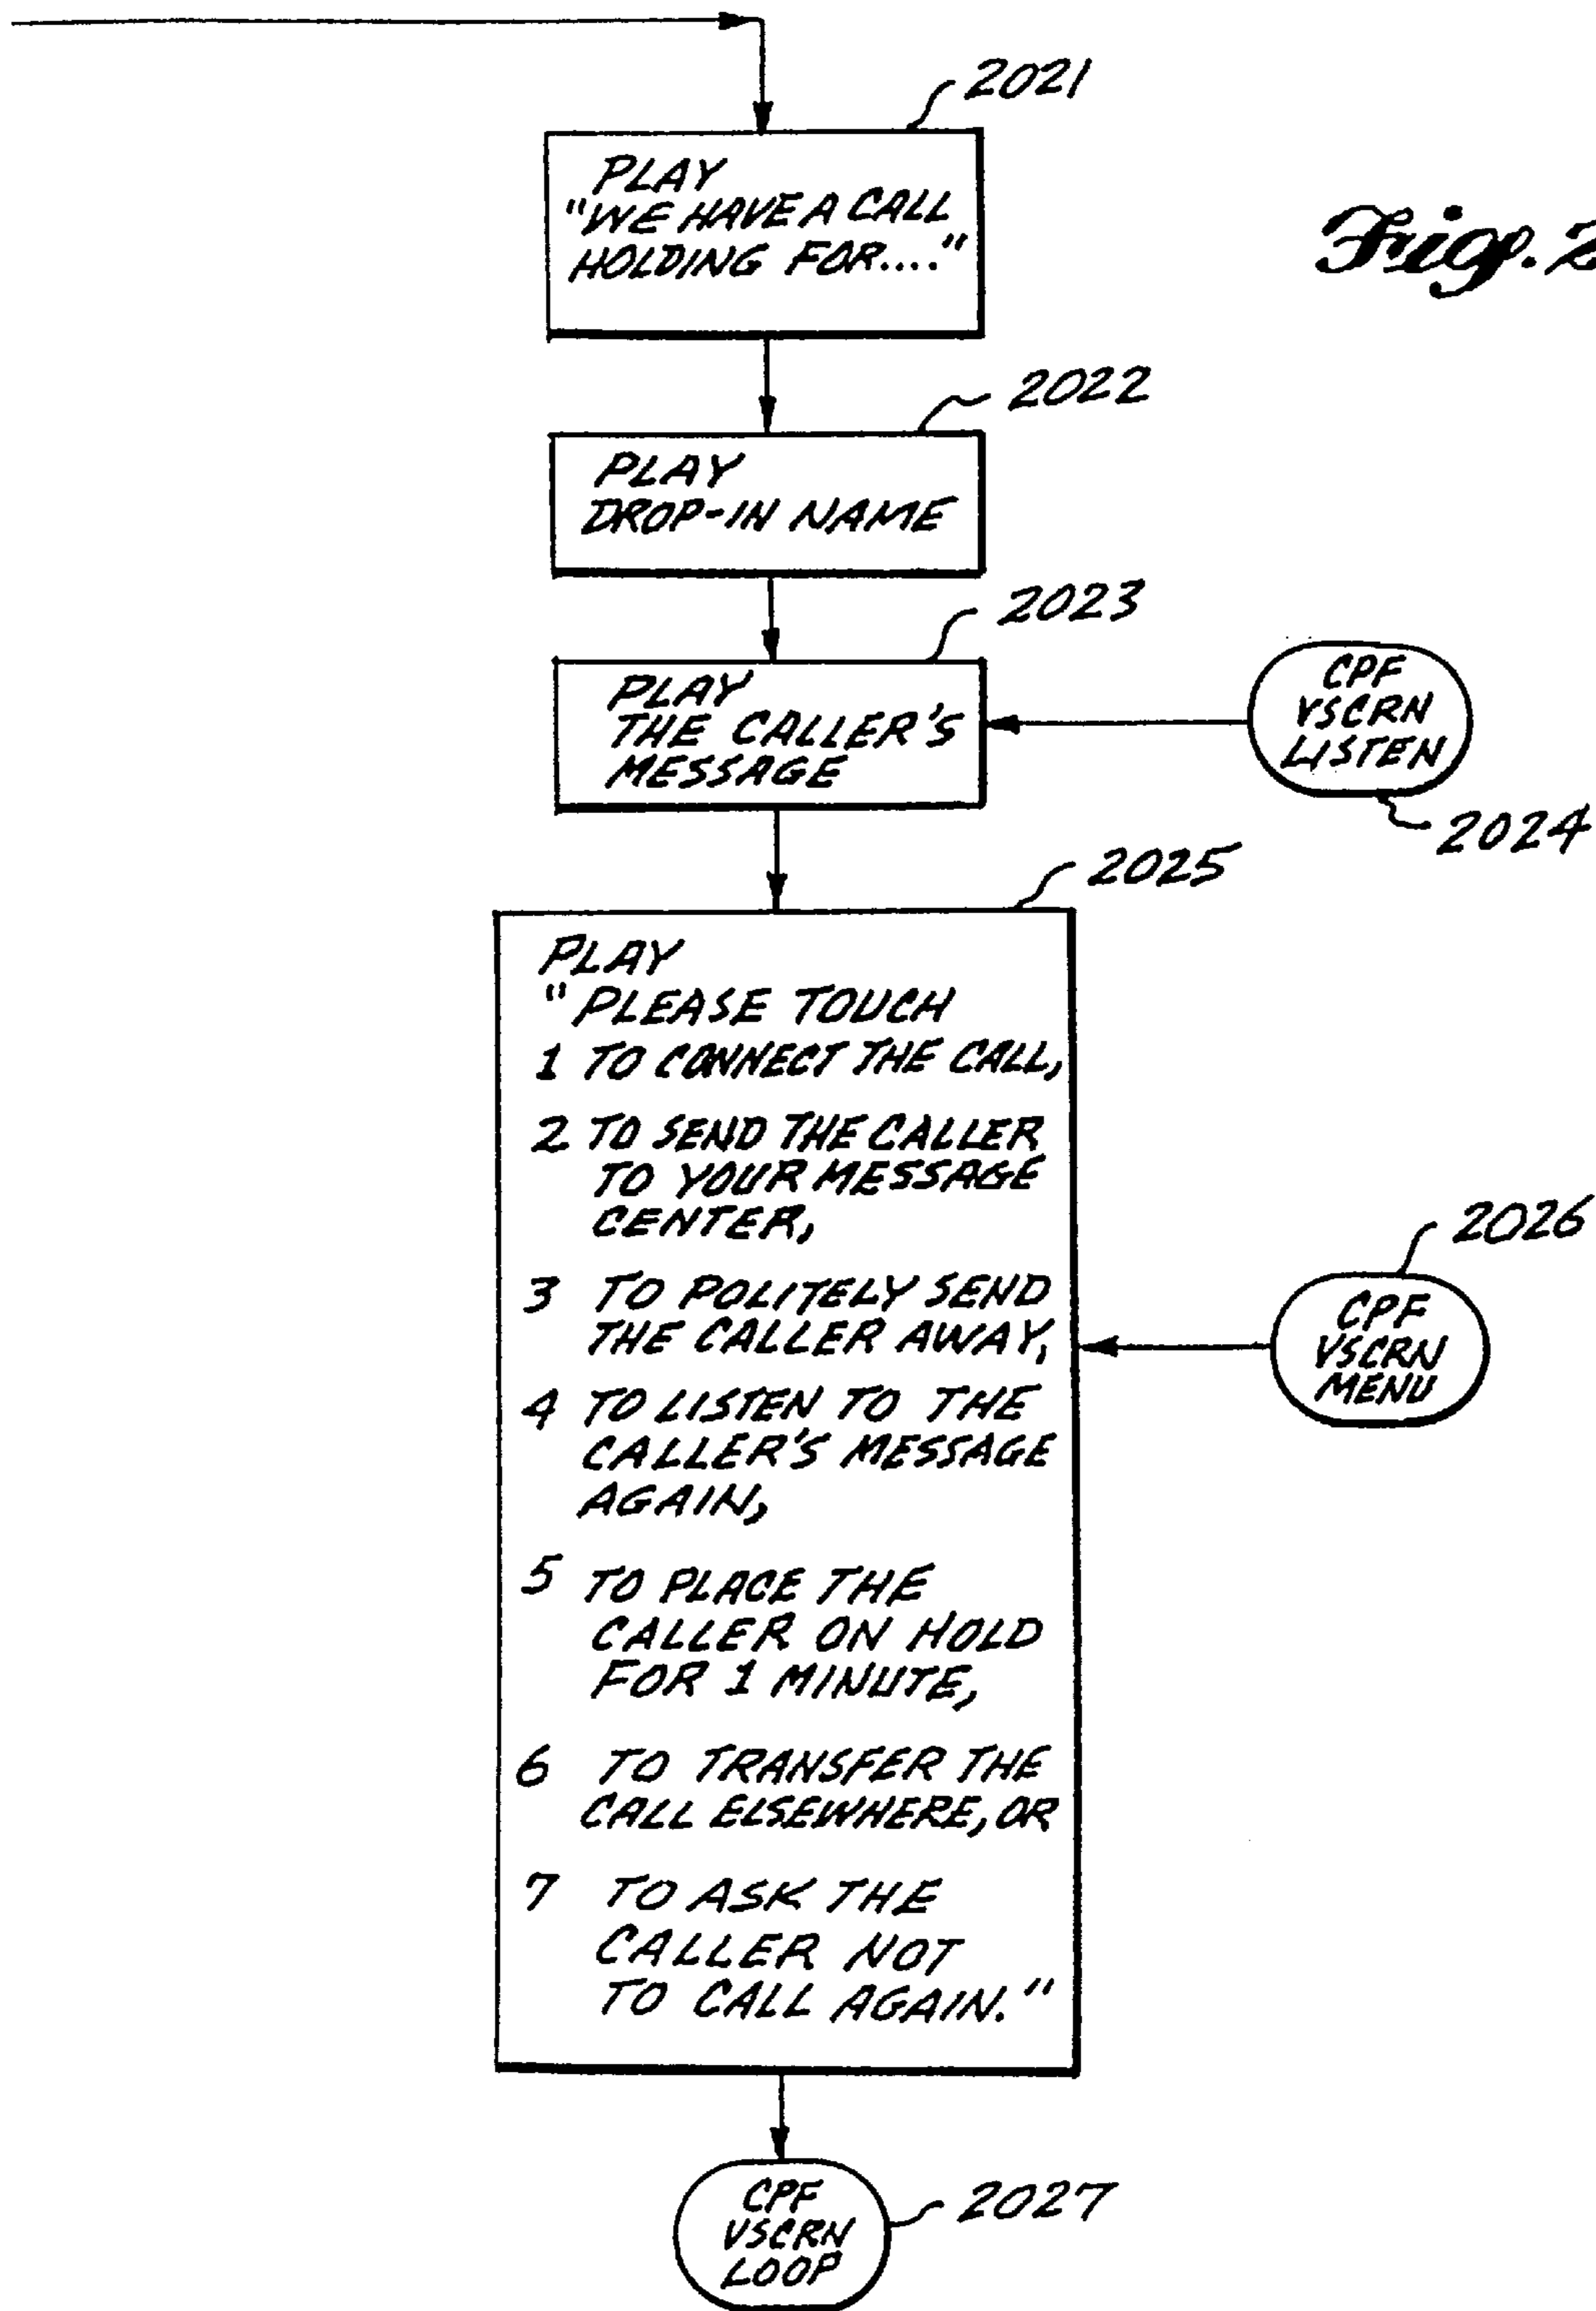 2021
PLAY
"WE HAVE A CALL
HOLDING FOR...."
Fig. 2
2022
PLAY
DROP-IN NAME
2023
PLAY
THE CALLER'S
MESSAGE
CPF
VSCRN
LISTEN
2024
2025
PLAY
"PLEASE TOUCH
1 TO CONNECT THE CALL,
2 TO SEND THE CALLER
TO YOUR MESSAGE
CENTER,
3 TO POLITELY SEND
THE CALLER AWAY,
4 TO LISTEN TO THE
CALLER'S MESSAGE
AGAIN,
5 TO PLACE THE
CALLER ON HOLD
FOR 1 MINUTE,
6 TO TRANSFER THE
CALL ELSEWHERE, OR
7 TO ASK THE
CALLER NOT
TO CALL AGAIN."
2026
CPF
VSCRN
MENU
CPF
VSCRN
LOOP
2027